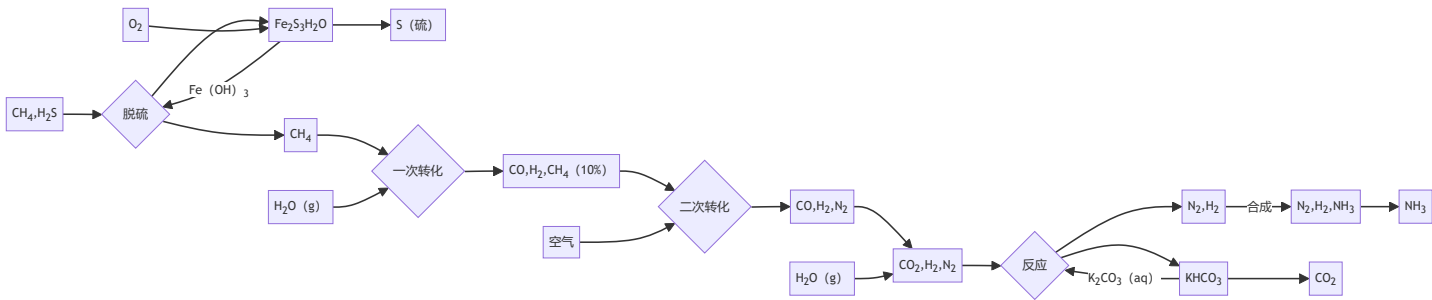 O₂
Fe₂S₃H₂O
S（硫）
Fe（OH）₃
CH₄,H₂S
脱硫
CH₄
一次转化
H₂O（g）
CO,H₂,CH₄（10%）
二次转化
空气
CO,H₂,N₂
H₂O（g）
CO₂,H₂,N₂
反应
N₂,H₂
合成
N₂,H₂,NH₃
NH₃
K₂CO₃（aq）
KHCO₃
CO₂